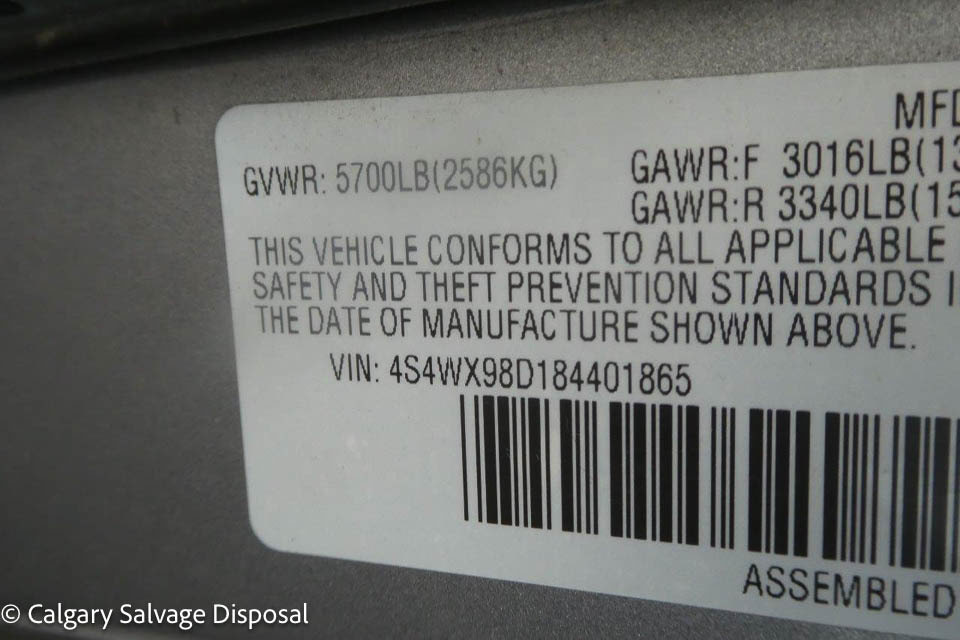 MFD
GVWR: 5700LB(2586KG) GAWR:F 3016LB(13
GAWR:R 3340LB(15
THIS VEHICLE CONFORMS TO ALL APPLICABLE
SAFETY AND THEFT PREVENTION STANDARDS I
THE DATE OF MANUFACTURE SHOWN ABOVE.
VIN: 4S4WX98D184401865
ASSEMBLED
© Calgary Salvage Disposal